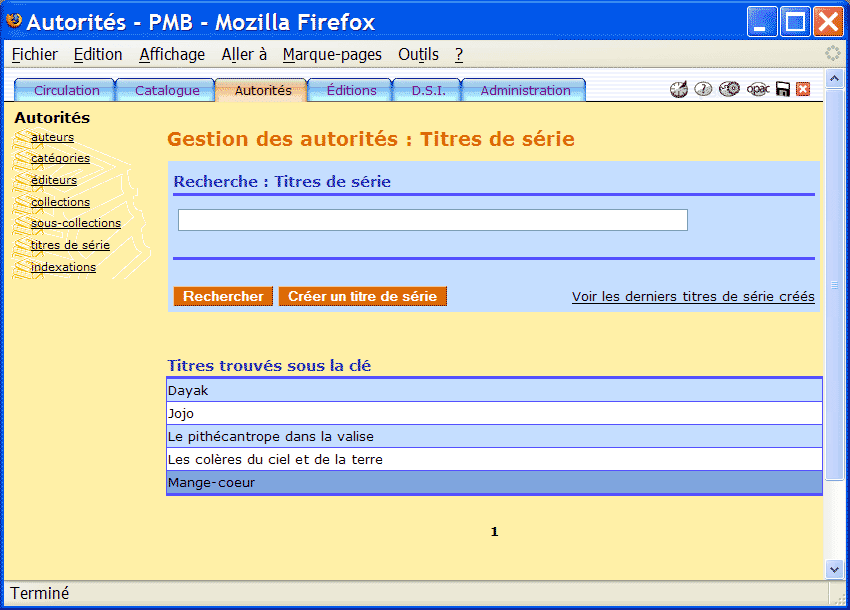 Autorités - PMB - Mozilla Firefox
Fichier Edition Affichage Aller à Marque-pages Outils ?
Circulation Catalogue Autorités Éditions D.S.I. Administration opac
Autorités
auteurs
catégories
éditeurs
collections
sous-collections
titres de série
indexations
Gestion des autorités : Titres de série
Recherche : Titres de série
Rechercher Créer un titre de série Voir les derniers titres de série créés
Titres trouvés sous la clé
Dayak
Jojo
Le pithécantrope dans la valise
Les colères du ciel et de la terre
Mange-coeur
1
Terminé